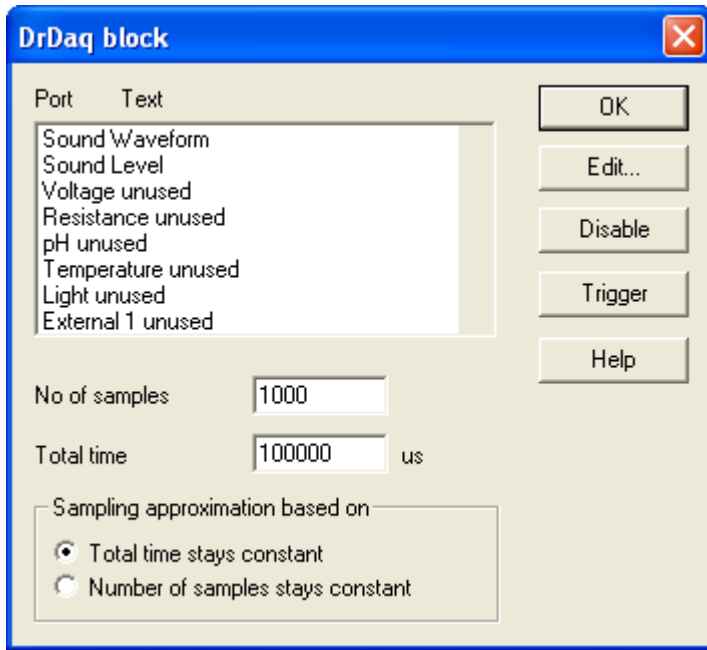 DrDaq block
Port Text
Sound Waveform
Sound Level
Voltage unused
Resistance unused
pH unused
Temperature unused
Light unused
External 1 unused
OK
Edit...
Disable
Trigger
Help
No of samples 1000
Total time 100000 us
Sampling approximation based on
Total time stays constant
Number of samples stays constant